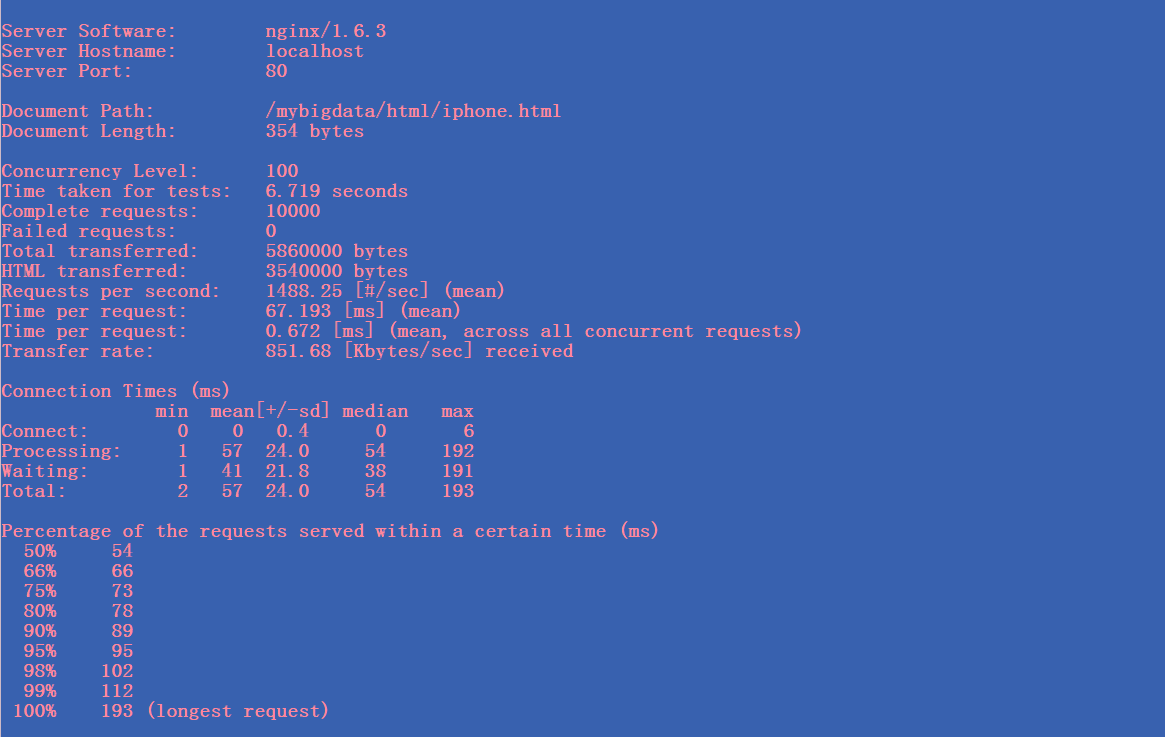 Server Software:        nginx/1.6.3
Server Hostname:        localhost
Server Port:            80
Document Path:          /mybigdata/html/iphone.html
Document Length:        354 bytes
Concurrency Level:      100
Time taken for tests:   6.719 seconds
Complete requests:      10000
Failed requests:        0
Total transferred:      5860000 bytes
HTML transferred:       3540000 bytes
Requests per second:    1488.25 [#/sec] (mean)
Time per request:       67.193 [ms] (mean)
Time per request:       0.672 [ms] (mean, across all concurrent requests)
Transfer rate:          851.68 [Kbytes/sec] received
Connection Times (ms)
              min  mean[+/-sd] median   max
Connect:        0    0   0.4      0       6
Processing:     1   57  24.0     54     192
Waiting:        1   41  21.8     38     191
Total:          2   57  24.0     54     193
Percentage of the requests served within a certain time (ms)
  50%     54
  66%     66
  75%     73
  80%     78
  90%     89
  95%     95
  98%    102
  99%    112
 100%    193 (longest request)